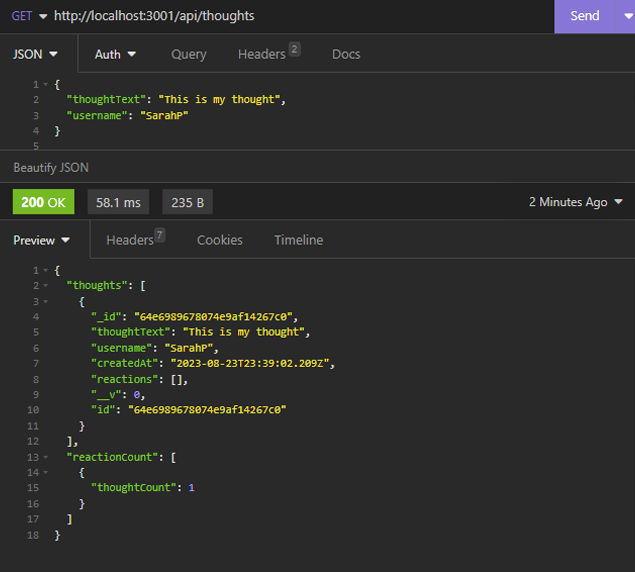 GET http://localhost:3001/api/thoughts Send
JSON Auth Query Headers 2 Docs
1 {
2 "thoughtText": "This is my thought",
3 "username": "SarahP"
4 }
5
Beautify JSON
200 OK 58.1 ms 235 B 2 Minutes Ago
Preview Headers 7 Cookies Timeline
1 {
2 "thoughts": [
3 {
4 "_id": "64e6989678074e9af14267c0",
5 "thoughtText": "This is my thought",
6 "username": "SarahP",
7 "createdAt": "2023-08-23T23:39:02.209Z",
8 "reactions": [],
9 "__v": 0,
10 "id": "64e6989678074e9af14267c0"
11 }
12 ],
13 "reactionCount": [
14 {
15 "thoughtCount": 1
16 }
17 ]
18 }